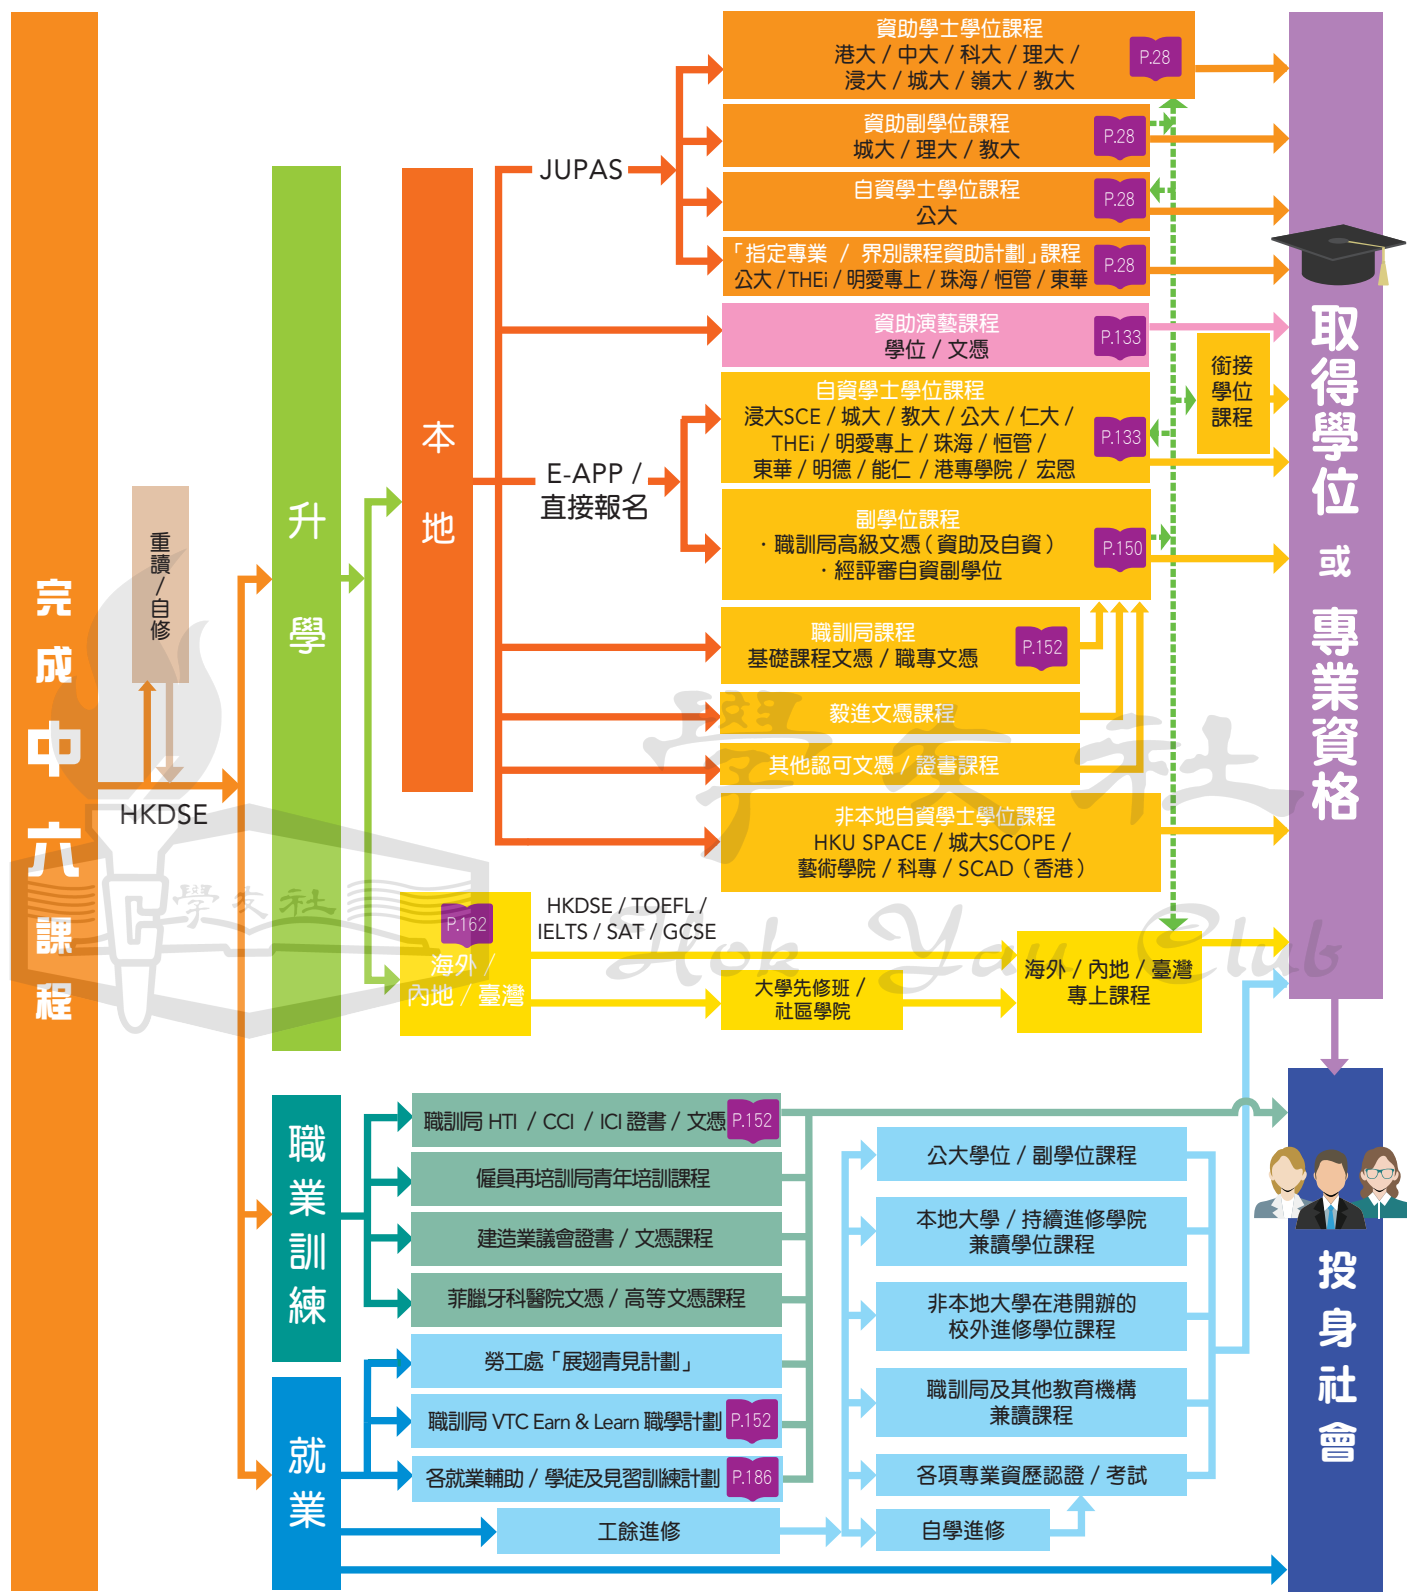 完成中六課程
重讀/自修
HKDSE
升學
本地
JUPAS
資助學士學位課程
港大 / 中大 / 科大 / 理大 /
浸大 / 城大 / 嶺大 / 教大
P.28
資助副學位課程
城大 / 理大 / 教大
P.28
自資學士學位課程
公大
P.28
「指定專業 / 界別課程資助計劃」課程
公大 / THEi / 明愛專上 / 珠海 / 恒管 / 東華
P.28
資助演藝課程
學位 / 文憑
P.133
E-APP /
直接報名
自資學士學位課程
浸大SCE / 城大 / 教大 / 公大 / 仁大 /
THEi / 明愛專上 / 珠海 / 恒管 /
東華 / 明德 / 能仁 / 港專學院 / 宏恩
P.133
銜接
學位
課程
副學位課程
· 職訓局高級文憑（資助及自資）
· 經評審自資副學位
P.150
職訓局課程
基礎課程文憑 / 職專文憑
P.152
毅進文憑課程
其他認可文憑 / 證書課程
非本地自資學士學位課程
HKU SPACE / 城大SCOPE /
藝術學院 / 科專 / SCAD（香港）
P.162
海外 /
內地 / 臺灣
HKDSE / TOEFL /
IELTS / SAT / GCSE
大學先修班 /
社區學院
海外 / 內地 / 臺灣
專上課程
取得學位或專業資格
職業訓練
職訓局 HTI / CCI / ICI 證書 / 文憑
P.152
僱員再培訓局青年培訓課程
建造業議會證書 / 文憑課程
菲臘牙科醫院文憑 / 高等文憑課程
就業
勞工處「展翅青見計劃」
職訓局 VTC Earn & Learn 職學計劃
P.152
各就業輔助 / 學徒及見習訓練計劃
P.186
工餘進修
公大學位 / 副學位課程
本地大學 / 持續進修學院
兼讀學位課程
非本地大學在港開辦的
校外進修學位課程
職訓局及其他教育機構
兼讀課程
各項專業資歷認證 / 考試
自學進修
投身社會
學友社
學友社
Hok Yau Club